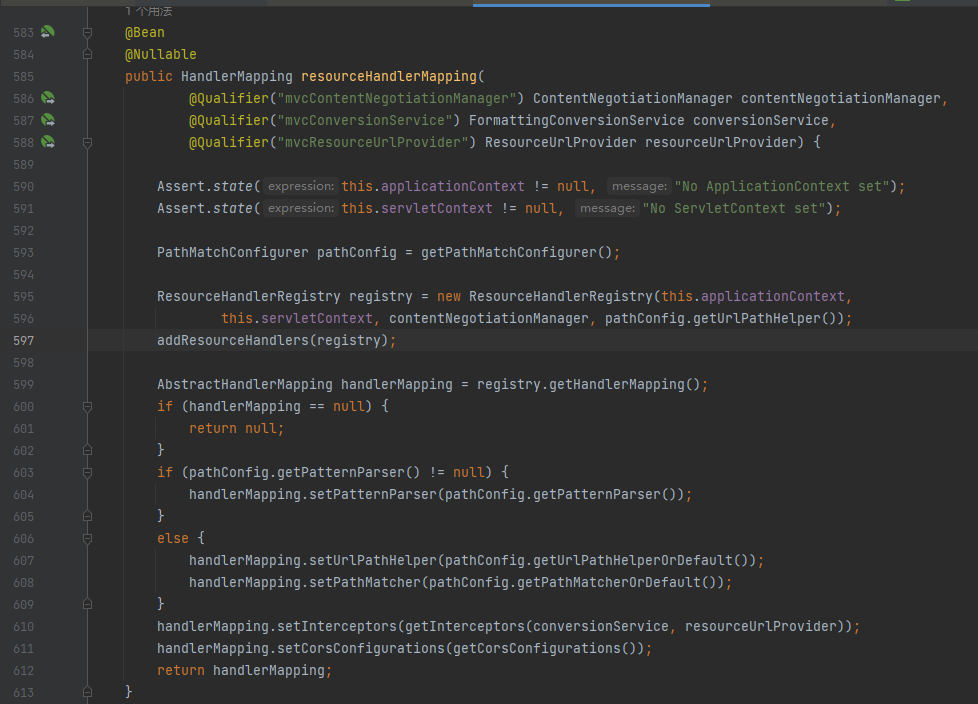 1 个用法
583 @Bean
584 @Nullable
585 public HandlerMapping resourceHandlerMapping(
586 @Qualifier("mvcContentNegotiationManager") ContentNegotiationManager contentNegotiationManager,
587 @Qualifier("mvcConversionService") FormattingConversionService conversionService,
588 @Qualifier("mvcResourceUrlProvider") ResourceUrlProvider resourceUrlProvider) {
589
590 Assert.state( expression: this.applicationContext != null, message: "No ApplicationContext set");
591 Assert.state( expression: this.servletContext != null, message: "No ServletContext set");
592
593 PathMatchConfigurer pathConfig = getPathMatchConfigurer();
594
595 ResourceHandlerRegistry registry = new ResourceHandlerRegistry(this.applicationContext,
596 this.servletContext, contentNegotiationManager, pathConfig.getUrlPathHelper());
597 addResourceHandlers(registry);
598
599 AbstractHandlerMapping handlerMapping = registry.getHandlerMapping();
600 if (handlerMapping == null) {
601 return null;
602 }
603 if (pathConfig.getPatternParser() != null) {
604 handlerMapping.setPatternParser(pathConfig.getPatternParser());
605 }
606 else {
607 handlerMapping.setUrlPathHelper(pathConfig.getUrlPathHelperOrDefault());
608 handlerMapping.setPathMatcher(pathConfig.getPathMatcherOrDefault());
609 }
610 handlerMapping.setInterceptors(getInterceptors(conversionService, resourceUrlProvider));
611 handlerMapping.setCorsConfigurations(getCorsConfigurations());
612 return handlerMapping;
613 }